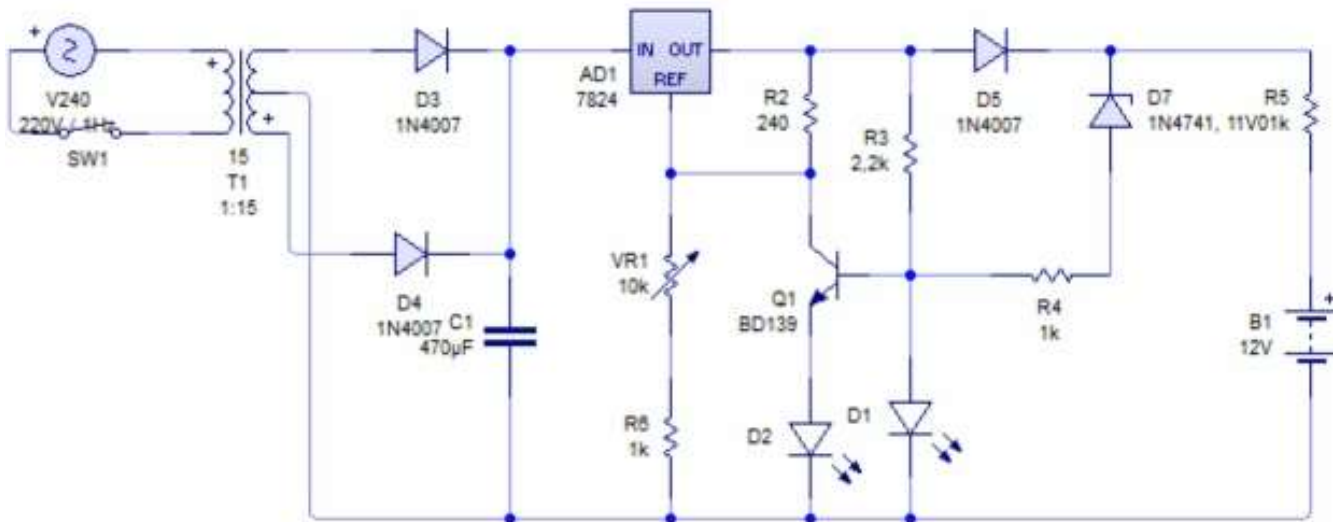 V240
220V / 1Hz
SW1
15
T1
1:15
D3
1N4007
D4
1N4007
C1
470µF
IN OUT
REF
AD1
7824
R2
240
R3
2,2k
D5
1N4007
D7
1N4741, 11V0
R5
1k
VR1
10k
Q1
BD139
R4
1k
B1
12V
R6
1k
D2
D1